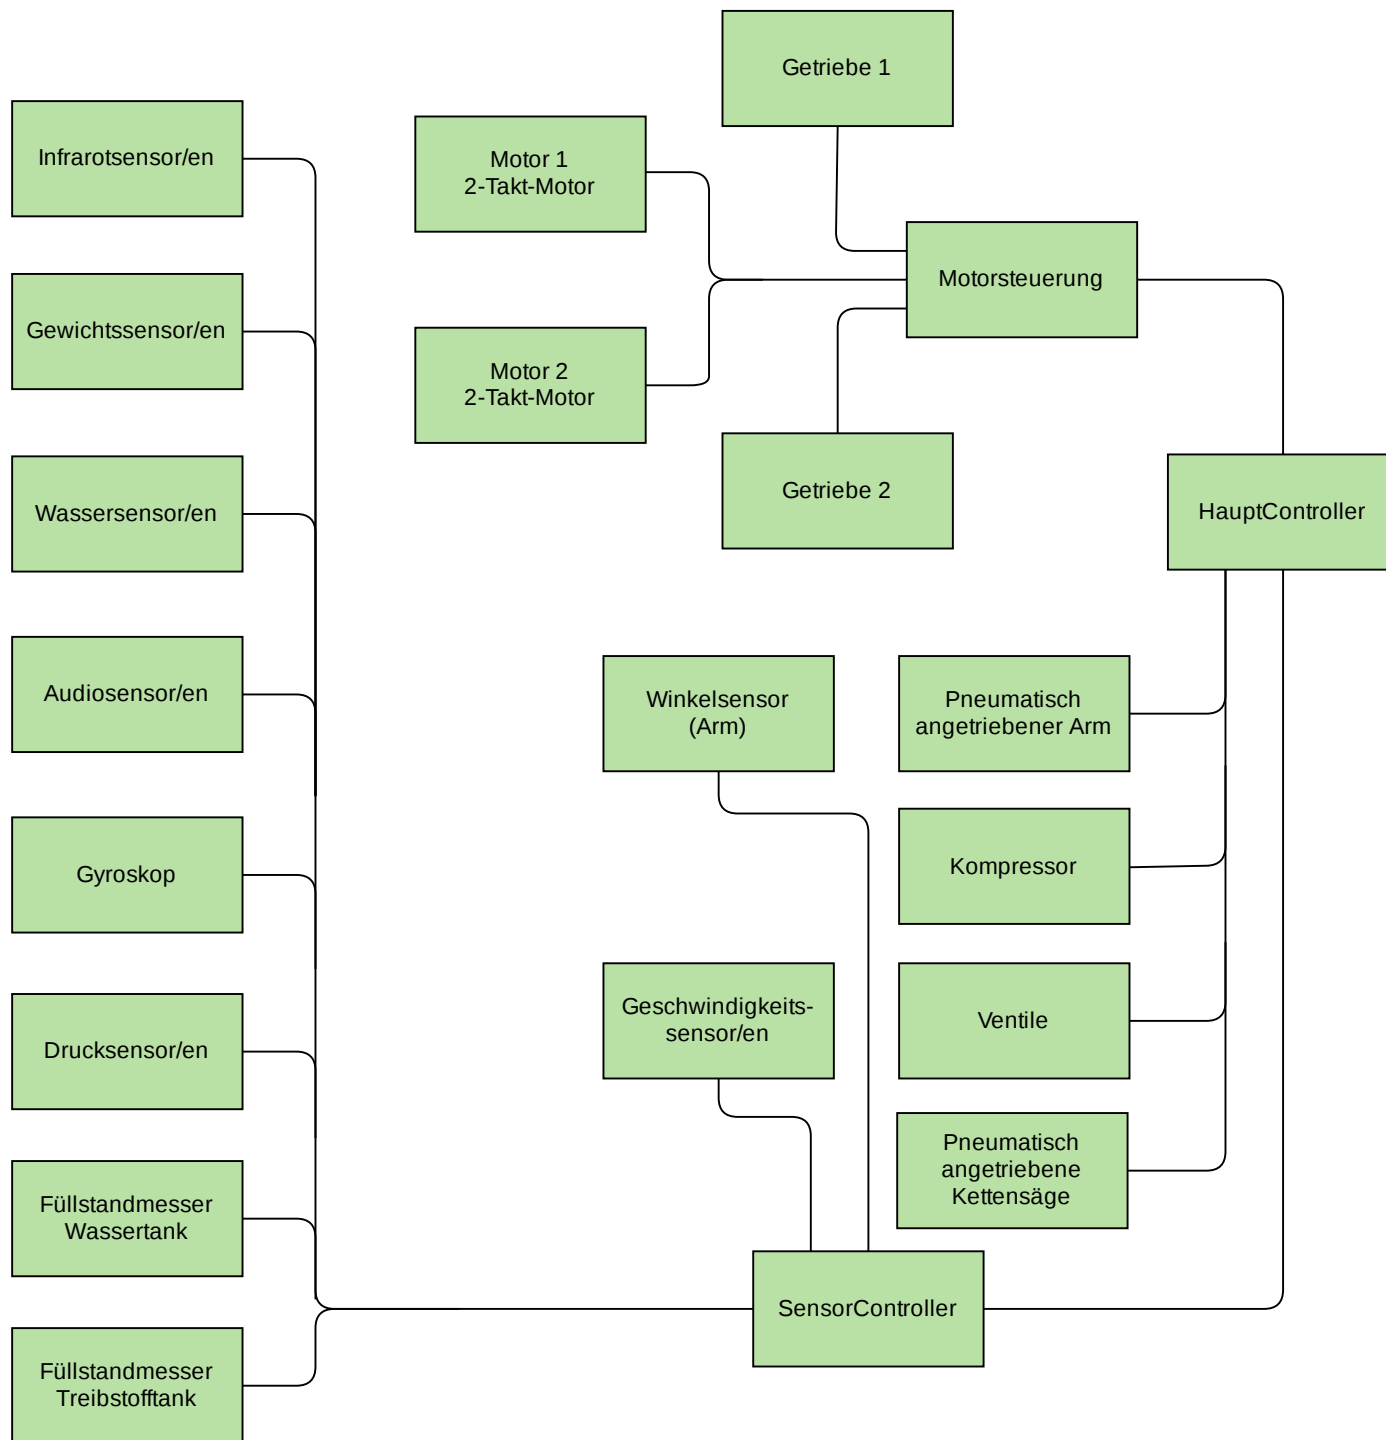 Getriebe 1
Infrarotsensor/en
Motor 1
2-Takt-Motor
Motorsteuerung
Gewichtssensor/en
Motor 2
2-Takt-Motor
Getriebe 2
HauptController
Wassersensor/en
Audiosensor/en
Winkelsensor
(Arm)
Pneumatisch
angetriebener Arm
Gyroskop
Kompressor
Drucksensor/en
Geschwindigkeits-
sensor/en
Ventile
Pneumatisch
angetriebene
Kettensäge
Füllstandmesser
Wassertank
SensorController
Füllstandmesser
Treibstofftank